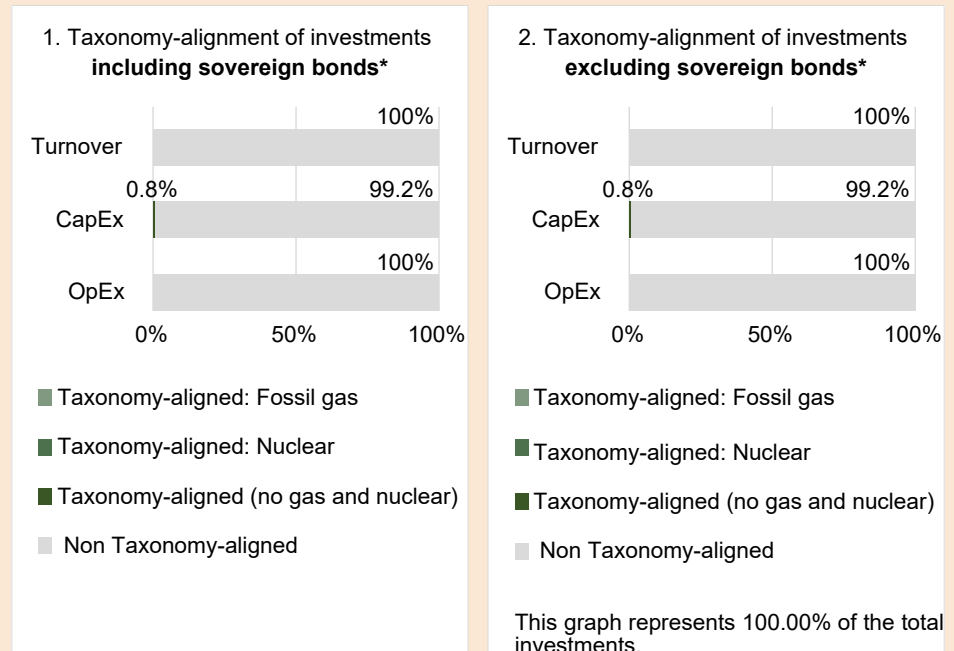 1. Taxonomy-alignment of investments
including sovereign bonds*
100%
Turnover
0.8% 99.2%
CapEx
100%
OpEx
0% 50% 100%
Taxonomy-aligned: Fossil gas
Taxonomy-aligned: Nuclear
Taxonomy-aligned (no gas and nuclear)
Non Taxonomy-aligned
2. Taxonomy-alignment of investments
excluding sovereign bonds*
100%
Turnover
0.8% 99.2%
CapEx
100%
OpEx
0% 50% 100%
Taxonomy-aligned: Fossil gas
Taxonomy-aligned: Nuclear
Taxonomy-aligned (no gas and nuclear)
Non Taxonomy-aligned
This graph represents 100.00% of the total
investments.